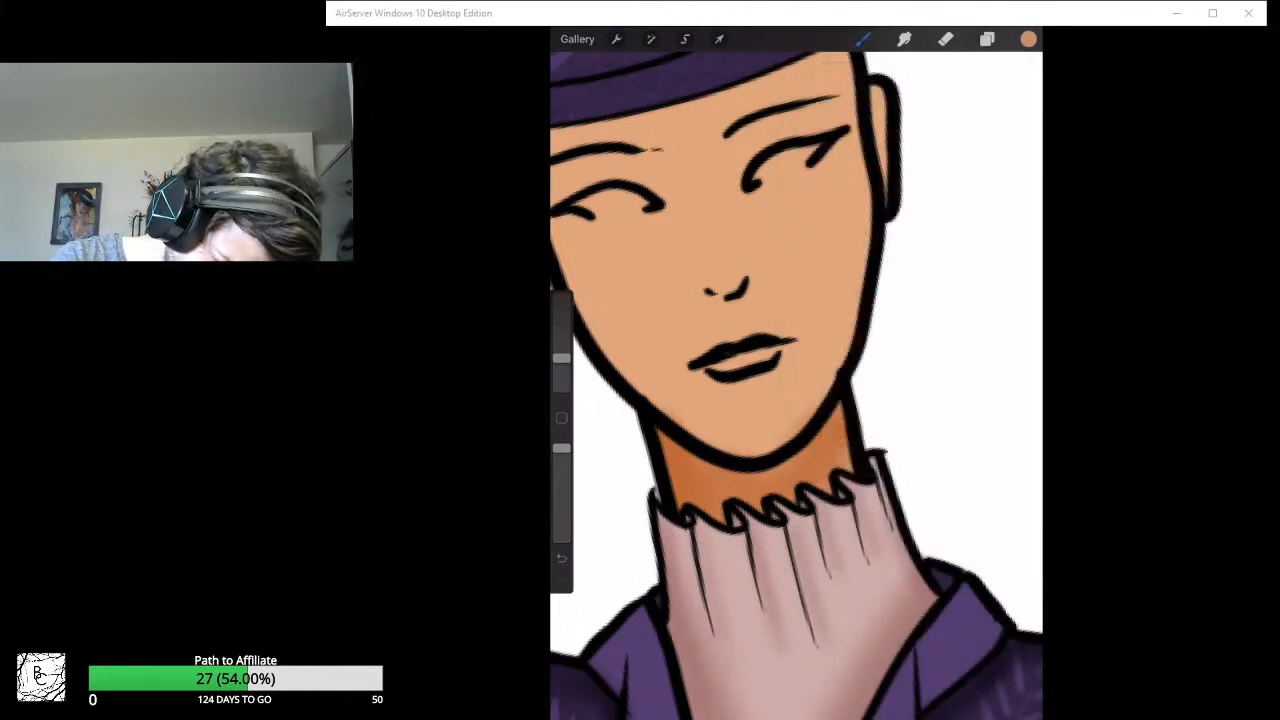 AirServer Windows 10 Desktop Edition
Gallery
Path to Affiliate
27 (54.00%)
0
124 DAYS TO GO
50